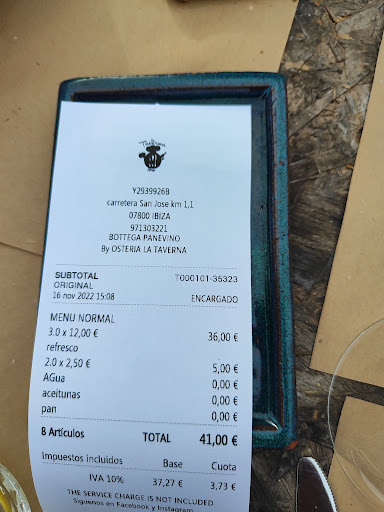 Y2939926B
carretera San Jose km 1,1
07800 IBIZA
971303221
BOTTEGA PANEVINO
By OSTERIA LA TAVERNA
SUBTOTAL T000101-35323
ORIGINAL
16 nov 2022 15:08 ENCARGADO
MENU NORMAL
3.0 x 12,00 € 36,00 €
refresco
2.0 x 2,50 € 5,00 €
AGua 0,00 €
aceitunas 0,00 €
pan 0,00 €
8 Artículos TOTAL 41,00 €
Impuestos incluidos Base Cuota
IVA 10% 37,27 € 3,73 €
THE SERVICE CHARGE IS NOT INCLUDED
Siguenos en Facebook y Instagram